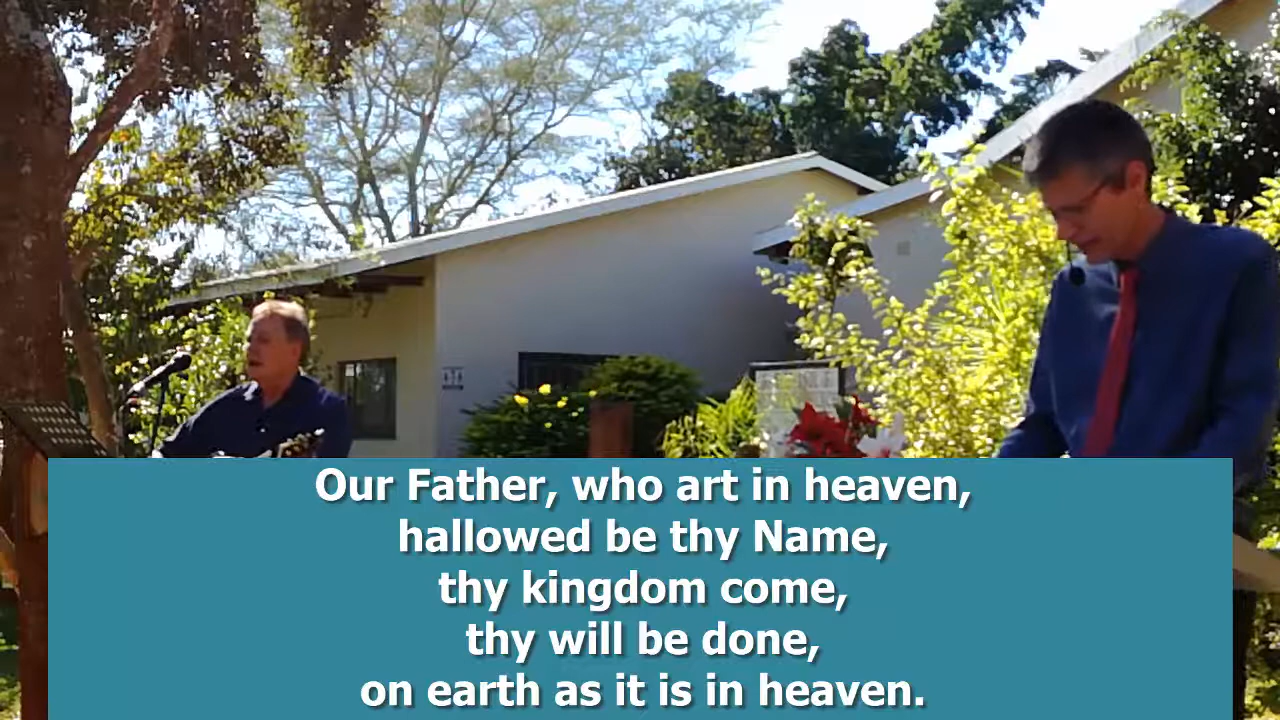 Our Father, who art in heaven,
hallowed be thy Name,
thy kingdom come,
thy will be done,
on earth as it is in heaven.